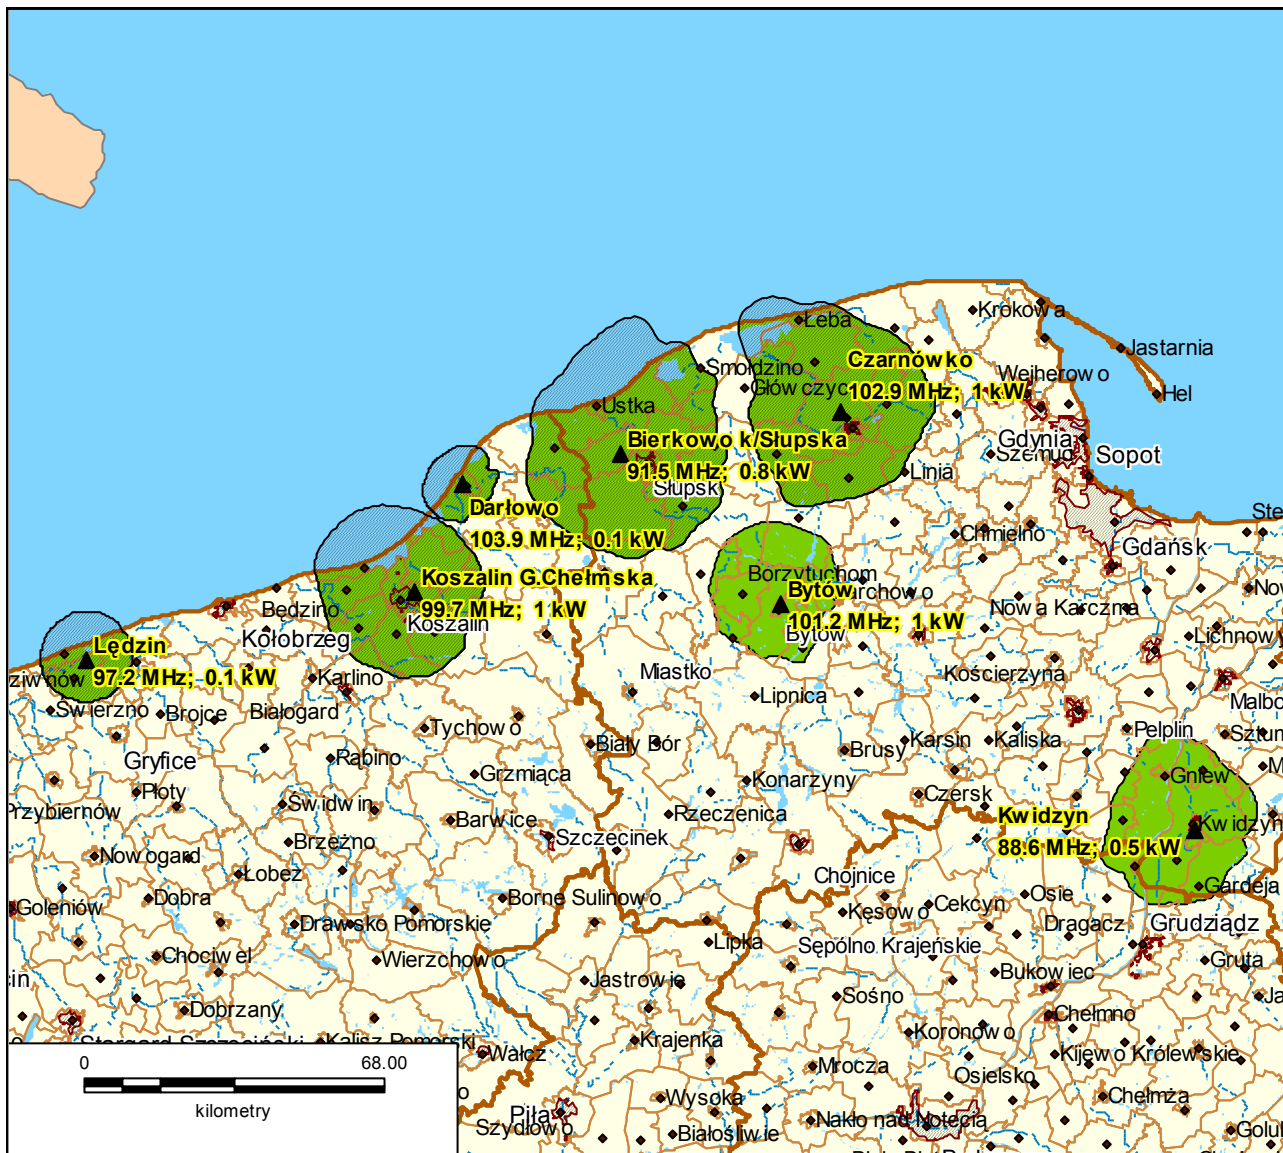 Krokowa
Łeba
Jastarnia
Czarnówko
Wejherowo
Smołdzino
102.9 MHz; 1 kW
Hel
Ustka
Gdynia
Bierkowo k/Słupska
Szemud
Sopot
91.5 MHz; 0.8 kW
Linia
Słupsk
Darłowo
103.9 MHz; 0.1 kW
Chmielno
Gdańsk
Koszalin G.Chełmska
Borzytuchom
Bytów
99.7 MHz; 1 kW
Nowa Karczma
Będzino
101.2 MHz; 1 kW
Koszalin
Bytów
Kołobrzeg
Lędzin
97.2 MHz; 0.1 kW
Miastko
Kościerzyna
Karlino
Świerzno
Brojce
Białogard
Lipnica
Tychowo
Pelplin
Biały Bór
Brusy
Karsin
Kaliska
Gryfice
Rąbino
Grzmiąca
Konarzyny
Gniew
Płoty
Świdwin
Czersk
Przybiernów
Barwice
Rzeczenica
Kwidzyn
Kwidzyn
Szczecinek
88.6 MHz; 0.5 kW
Brzeżno
Nowogard
Łobez
Chojnice
Gardeja
Dobra
Borne Sulinowo
Osie
Goleniów
Kęsowo
Cekcyn
Drawsko Pomorskie
Dragacz
Grudziądz
Lipka
Sępólno Krajeńskie
Chociwel
Wierzchowo
Gruta
Jastrowie
Bukowiec
Sośno
Dobrzany
Chełmno
Koronowo
Stargard Szczeciński
Kalisz Pomorski
Krajenka
Wałcz
Kijewo Królewskie
0
68.00
Mrocza
Osielsko
kilometry
Wysoka
Chełmża
Piła
Nakło nad Notecią
Szydłowo
Białośliwie